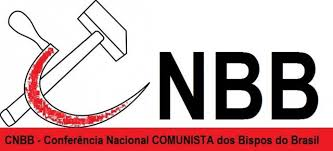 NBB
CNBB - Conferência Nacional COMUNISTA dos Bispos do Brasil